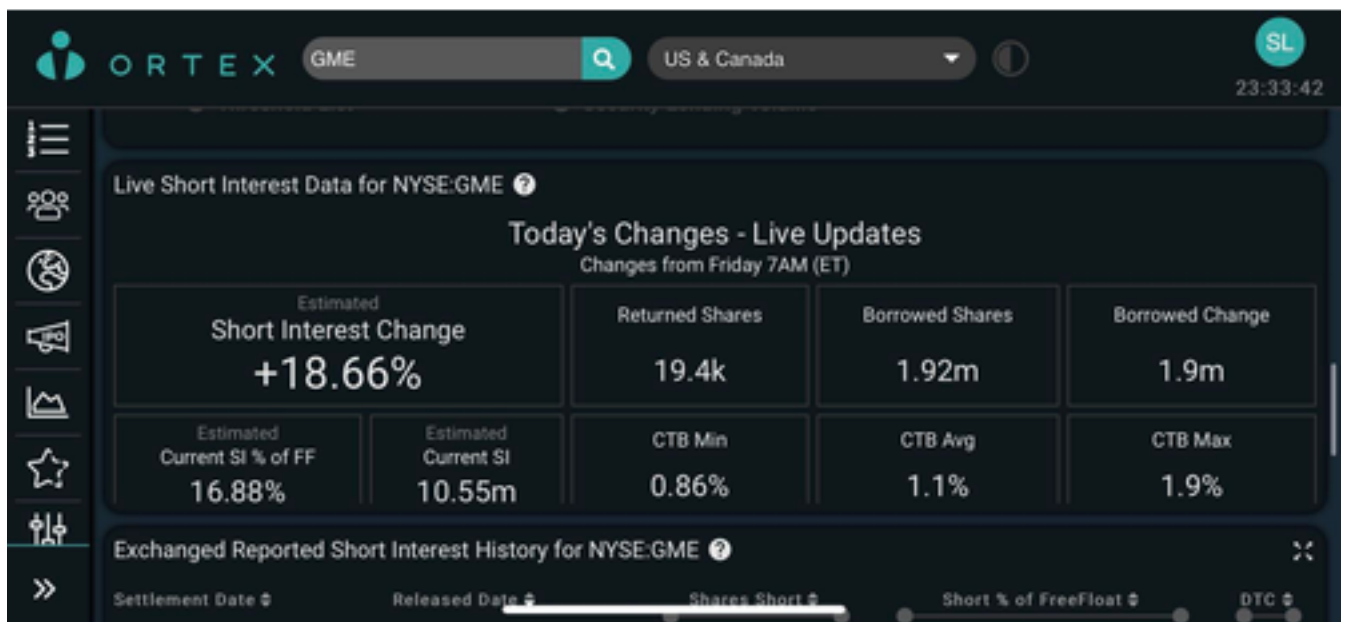 ORTEX GME US & Canada SL
23:33:42
Live Short Interest Data for NYSE:GME ?
Today's Changes - Live Updates
Changes from Friday 7AM (ET)
Estimated
Short Interest Change
+18.66%
Returned Shares
19.4k
Borrowed Shares
1.92m
Borrowed Change
1.9m
Estimated
Current SI % of FF
16.88%
Estimated
Current SI
10.55m
CTB Min
0.86%
CTB Avg
1.1%
CTB Max
1.9%
IPO
Exchanged Reported Short Interest History for NYSE:GME ?
Settlement Date Released Date Shares Short Short % of FreeFloat DTC